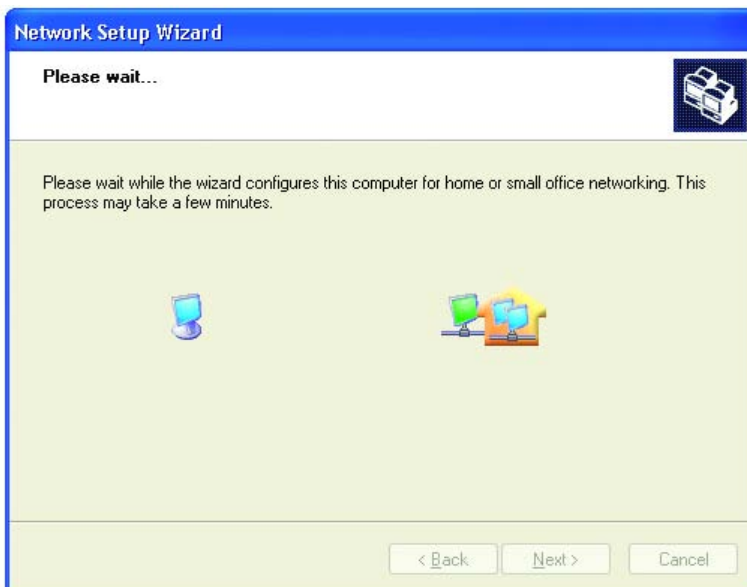 Network Setup Wizard
Please wait...
Please wait while the wizard configures this computer for home or small office networking. This
process may take a few minutes.
< Back
Next >
Cancel